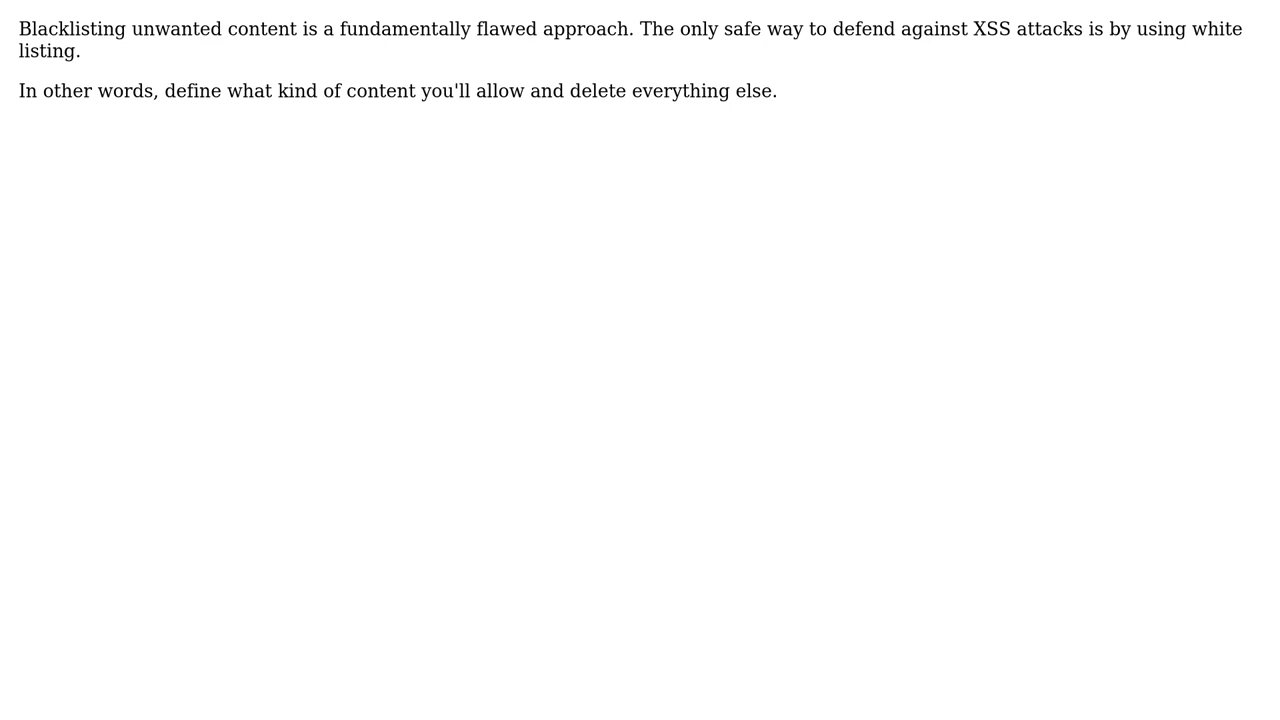 Blacklisting unwanted content is a fundamentally flawed approach. The only safe way to defend against XSS attacks is by using white
listing.
In other words, define what kind of content you'll allow and delete everything else.